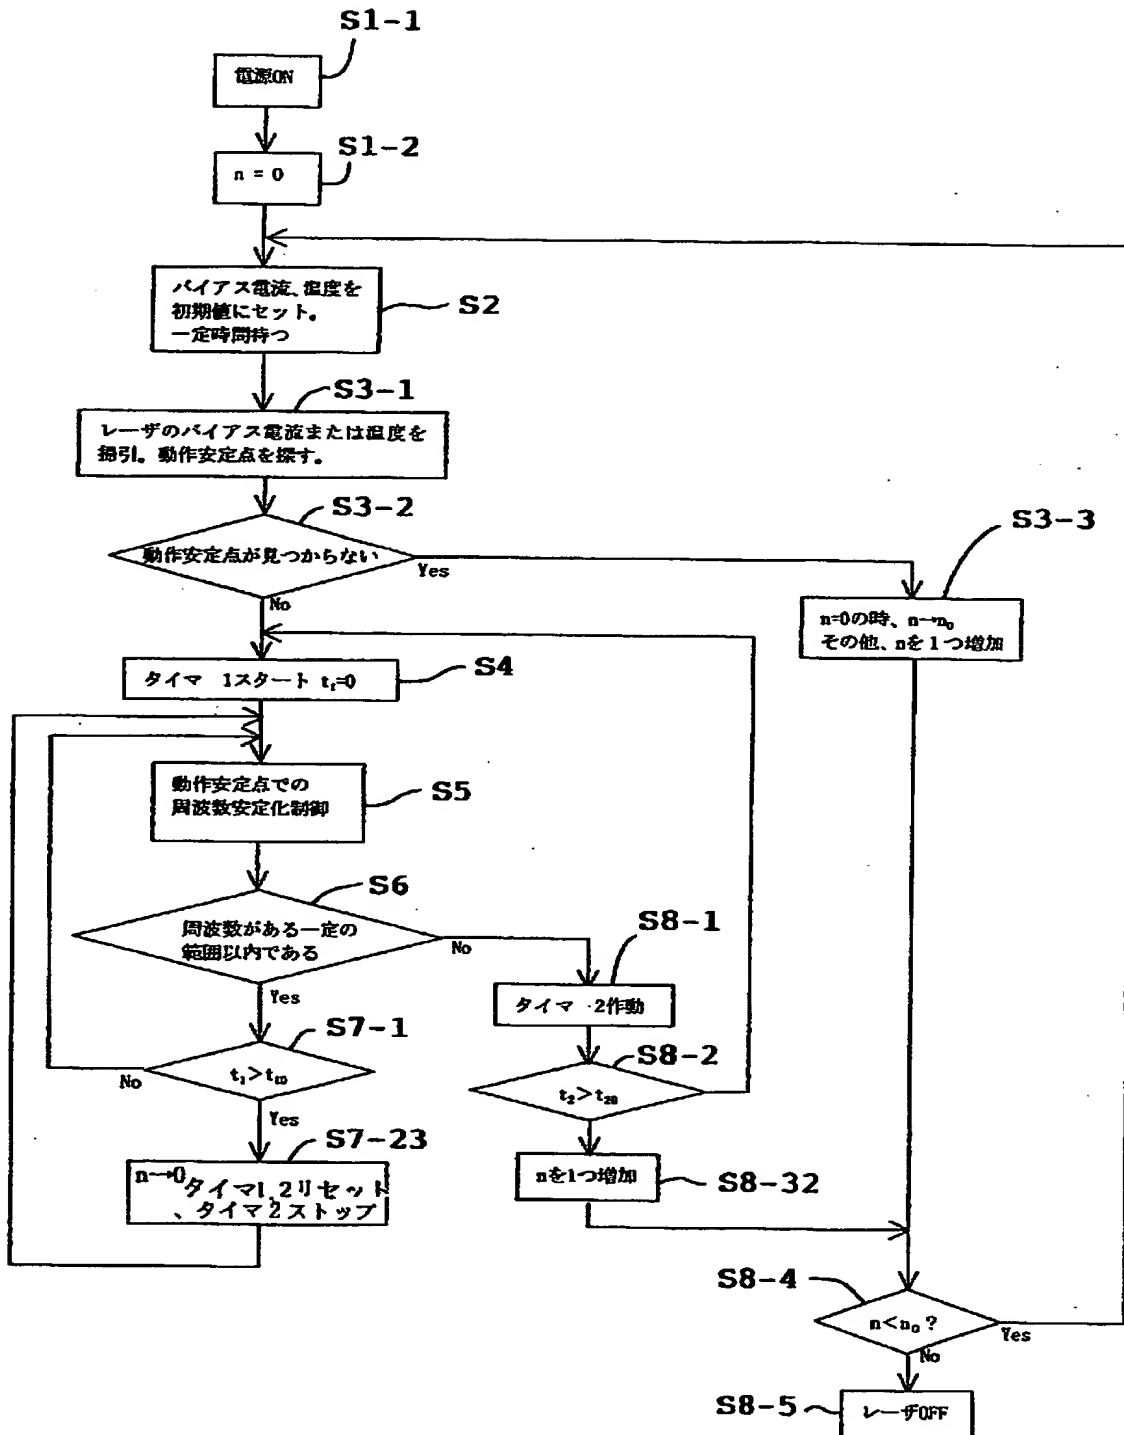 S1-1
電源ON
S1-2
n = 0
バイアス電流、温度を
初期値にセット。
一定時間待つ
S2
S3-1
レーザのバイアス電流または温度を
掃引。動作安定点を探す。
S3-2
動作安定点が見つからない
Yes
No
S3-3
n=0の時、n→n₀
その他、nを1つ増加
タイマ 1スタート t₁=0
S4
動作安定点での
周波数安定化制御
S5
S6
周波数がある一定の
範囲以内である
No
Yes
S8-1
タイマ 2作動
S7-1
t₁>t₁₀
No
Yes
S8-2
t₂>t₂₀
S7-23
n→0
タイマ1,2リセット
、タイマ2ストップ
nを1つ増加
S8-32
S8-4
n<n₀?
Yes
No
S8-5
レーザOFF